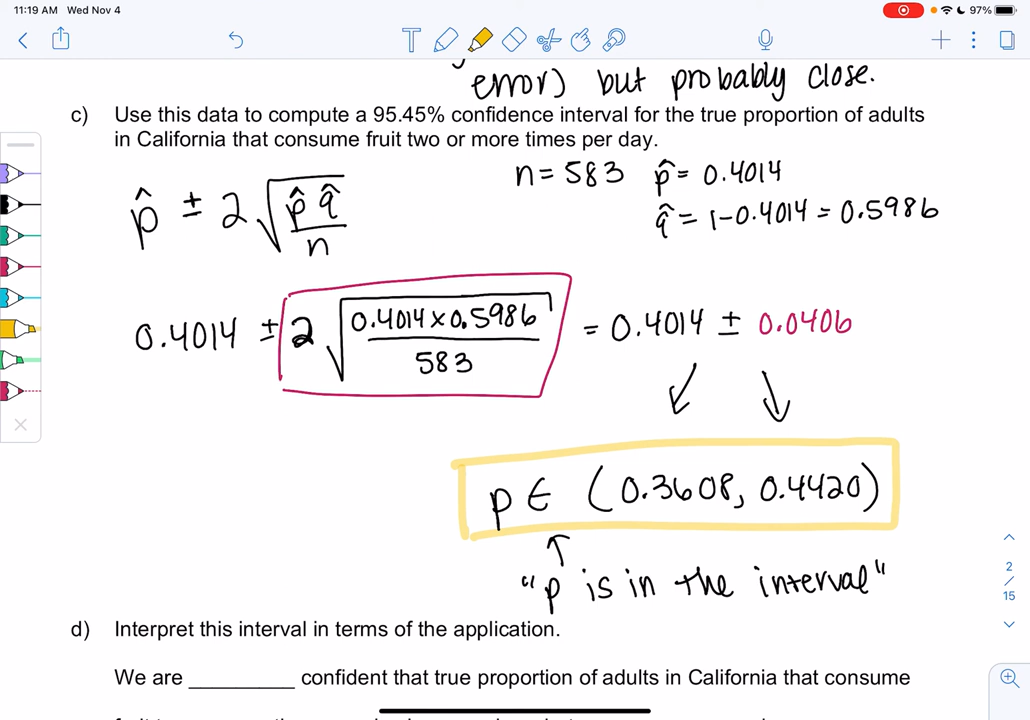 11:19 AM Wed Nov 4
97%
error) but probably close.
c) Use this data to compute a 95.45% confidence interval for the true proportion of adults
in California that consume fruit two or more times per day.
n = 583 p̂ = 0.4014
q̂ = 1-0.4014 = 0.5986
p̂ ± 2 √(p̂ q̂ / n)
0.4014 ± 2 √(0.4014 x 0.5986 / 583) = 0.4014 ± 0.0406
p ∈ (0.3608, 0.4420)
"p is in the interval"
2
/
15
d) Interpret this interval in terms of the application.
We are _________ confident that true proportion of adults in California that consume